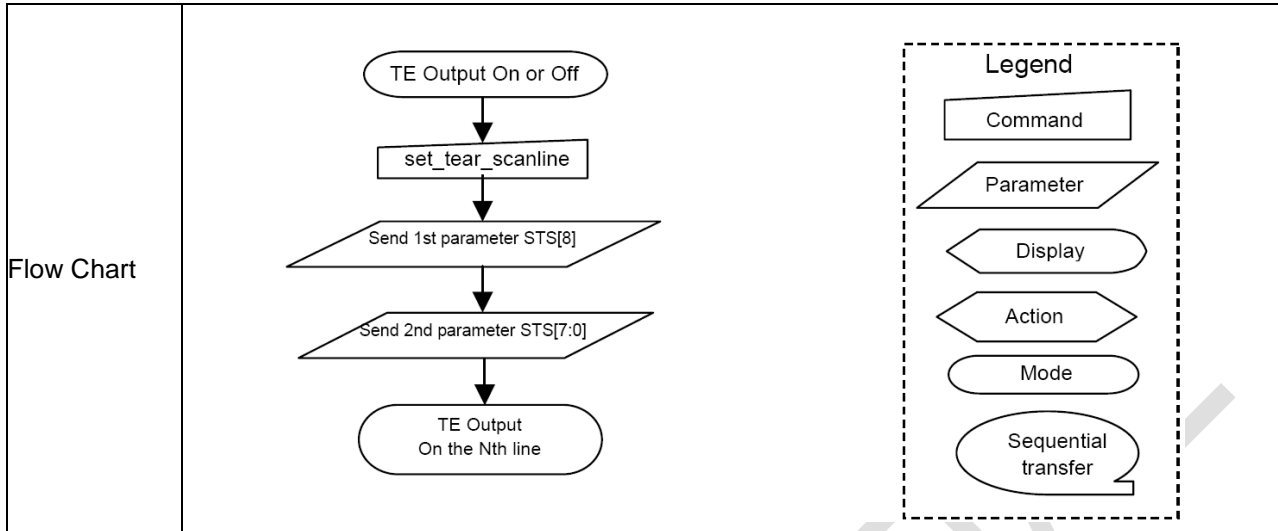 Flow Chart
TE Output On or Off
set_tear_scanline
Send 1st parameter STS[8]
Send 2nd parameter STS[7:0]
TE Output
On the Nth line
Legend
Command
Parameter
Display
Action
Mode
Sequential
transfer